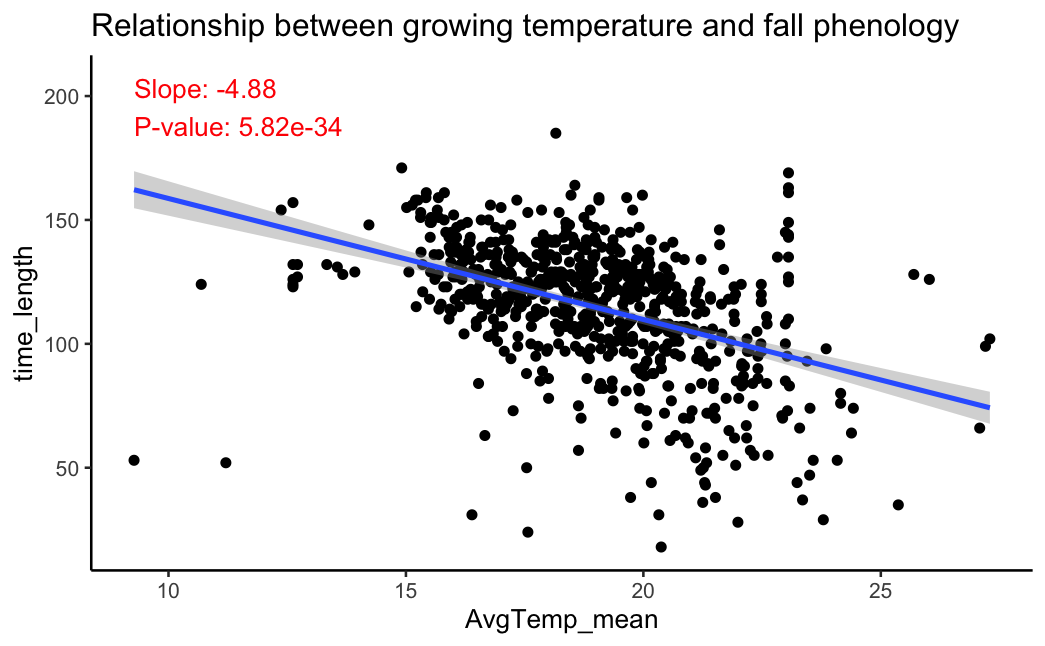 Relationship between growing temperature and fall phenology
Slope: -4.88
P-value: 5.82e-34
200
150
100
50
time_length
10 15 20 25
AvgTemp_mean